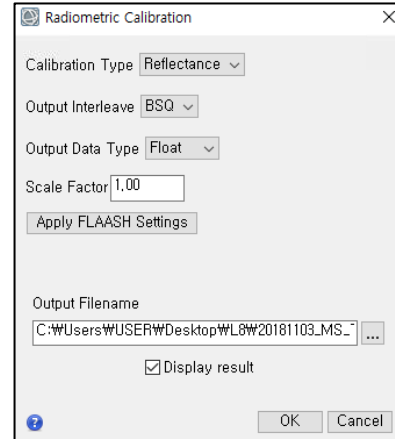 Radiometric Calibration
Calibration Type Reflectance
Output Interleave BSQ
Output Data Type Float
Scale Factor 1,00
Apply FLAASH Settings
Output Filename
C:₩Users₩USER₩Desktop₩L8₩20181103_MS_ ...
Display result
? OK Cancel